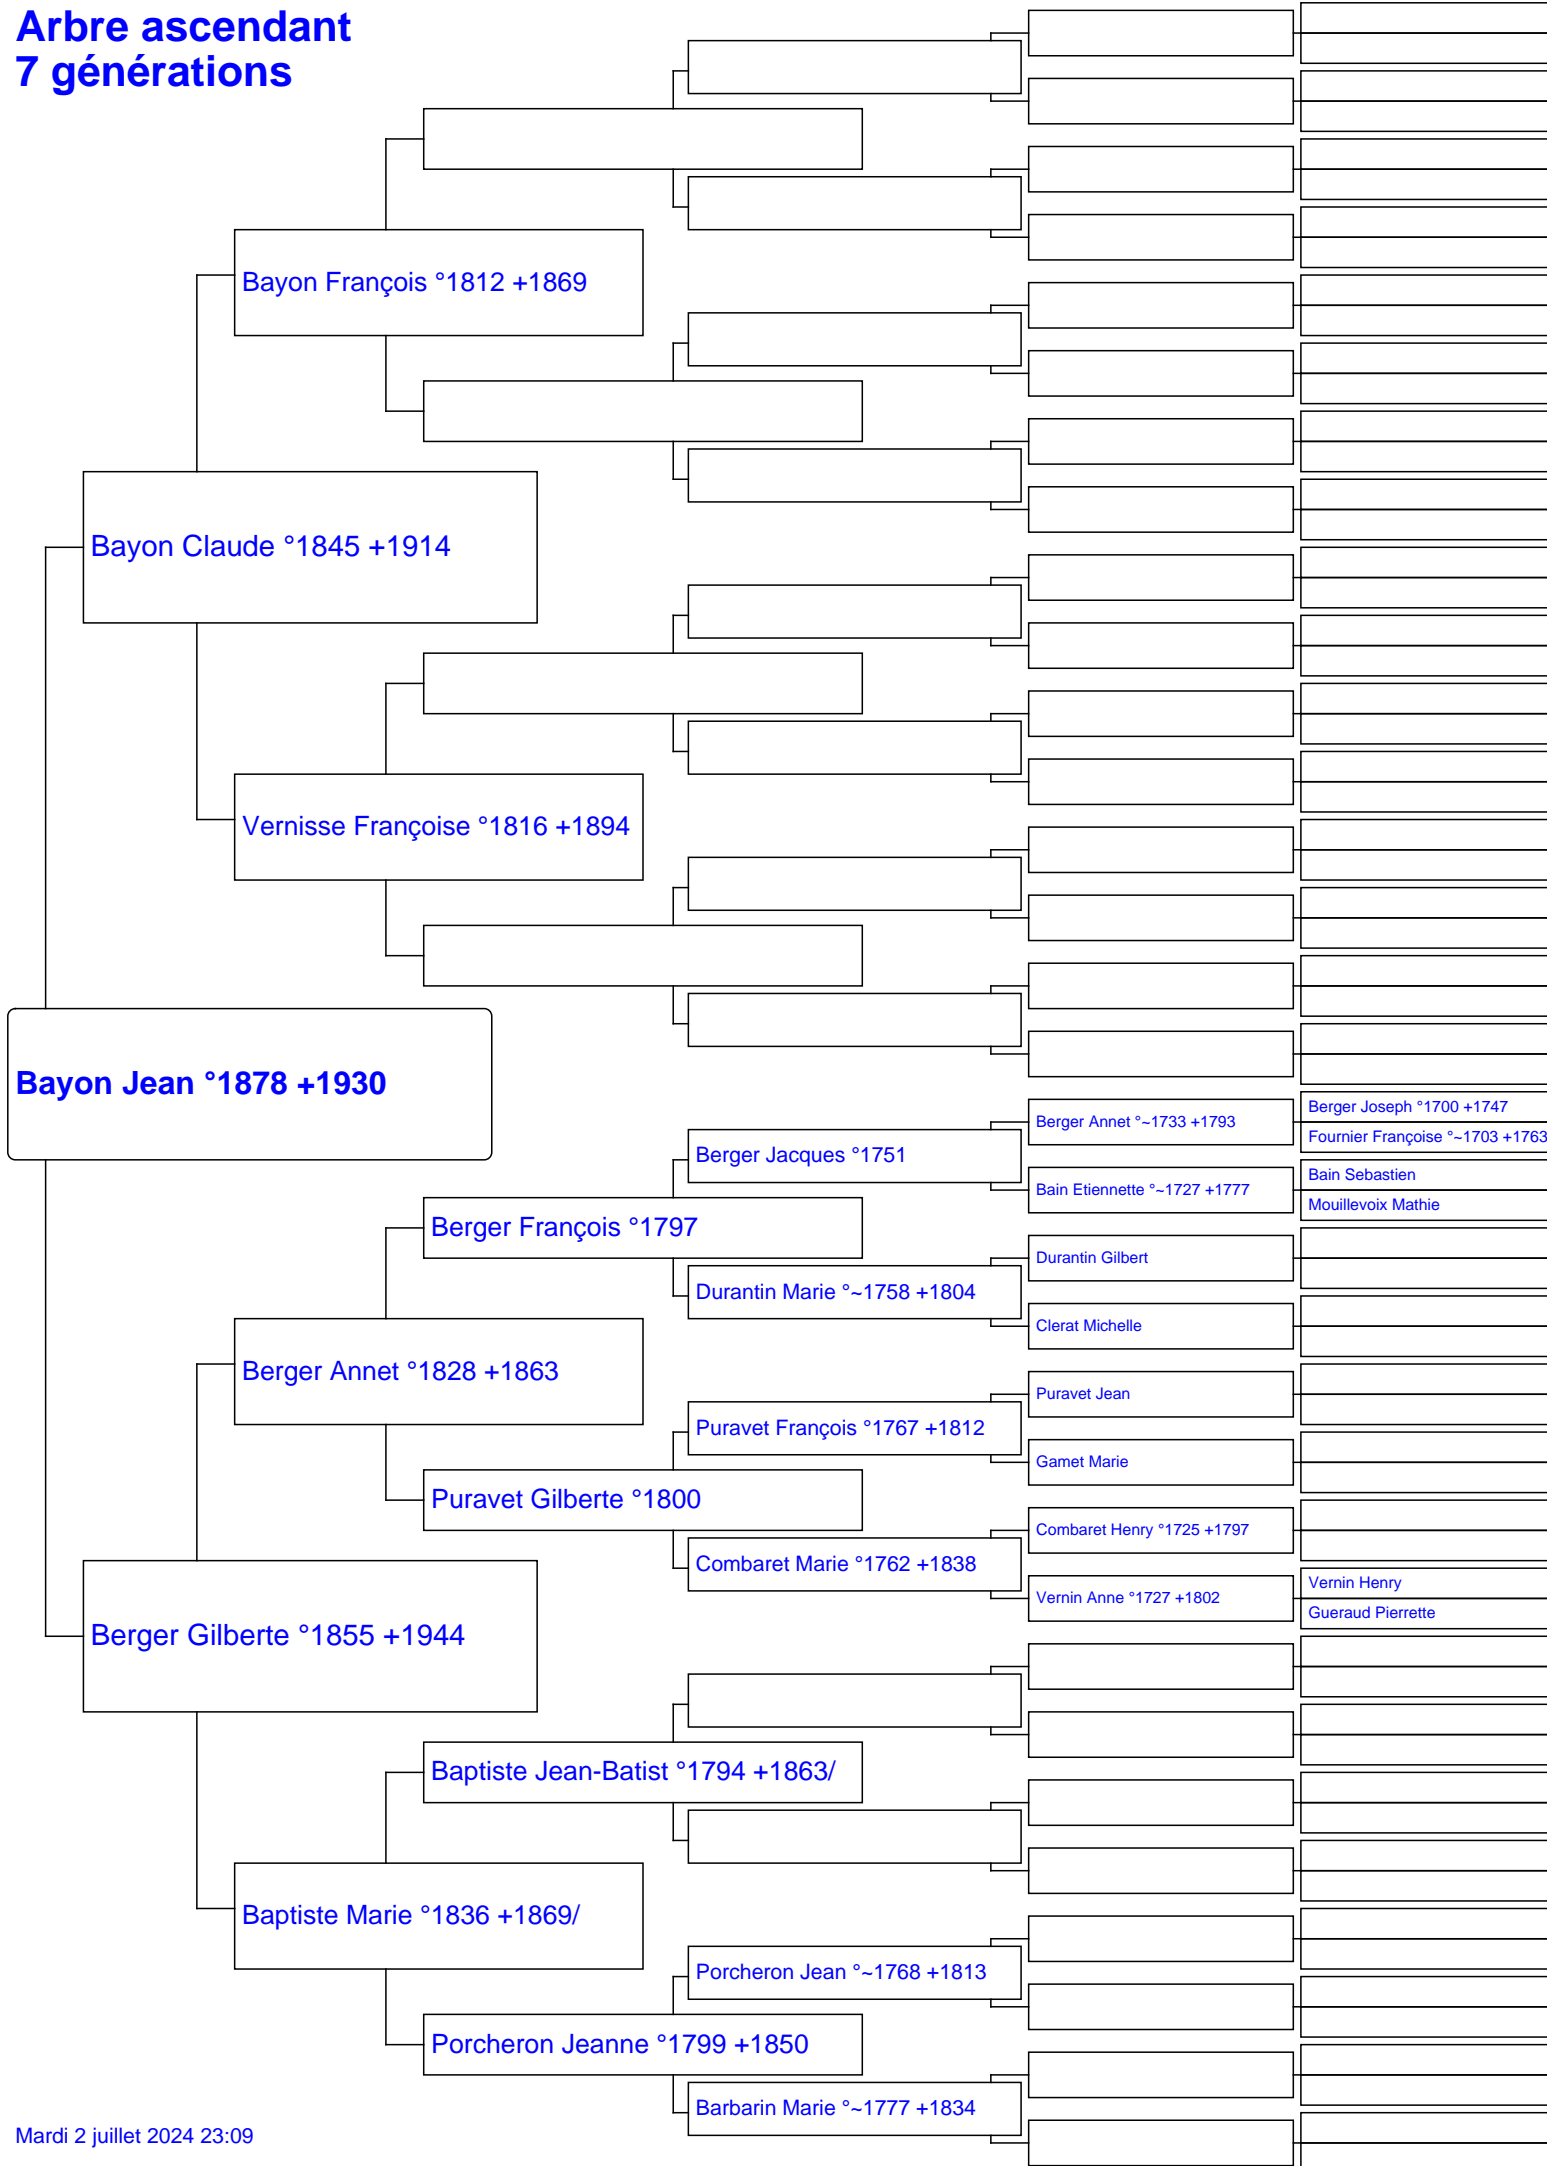 Arbre ascendant
7 générations
Bayon François °1812 +1869
Bayon Claude °1845 +1914
Vernisse Françoise °1816 +1894
Bayon Jean °1878 +1930
Berger Joseph °1700 +1747
Berger Annet °~1733 +1793
Fournier Françoise °~1703 +1763
Berger Jacques °1751
Bain Sebastien
Bain Etiennette °~1727 +1777
Mouillevoix Mathie
Berger François °1797
Durantin Gilbert
Durantin Marie °~1758 +1804
Clerat Michelle
Berger Annet °1828 +1863
Puravet Jean
Puravet François °1767 +1812
Gamet Marie
Puravet Gilberte °1800
Combaret Henry °1725 +1797
Combaret Marie °1762 +1838
Vernin Henry
Vernin Anne °1727 +1802
Gueraud Pierrette
Berger Gilberte °1855 +1944
Baptiste Jean-Batist °1794 +1863/
Baptiste Marie °1836 +1869/
Porcheron Jean °~1768 +1813
Porcheron Jeanne °1799 +1850
Barbarin Marie °~1777 +1834
Mardi 2 juillet 2024 23:09